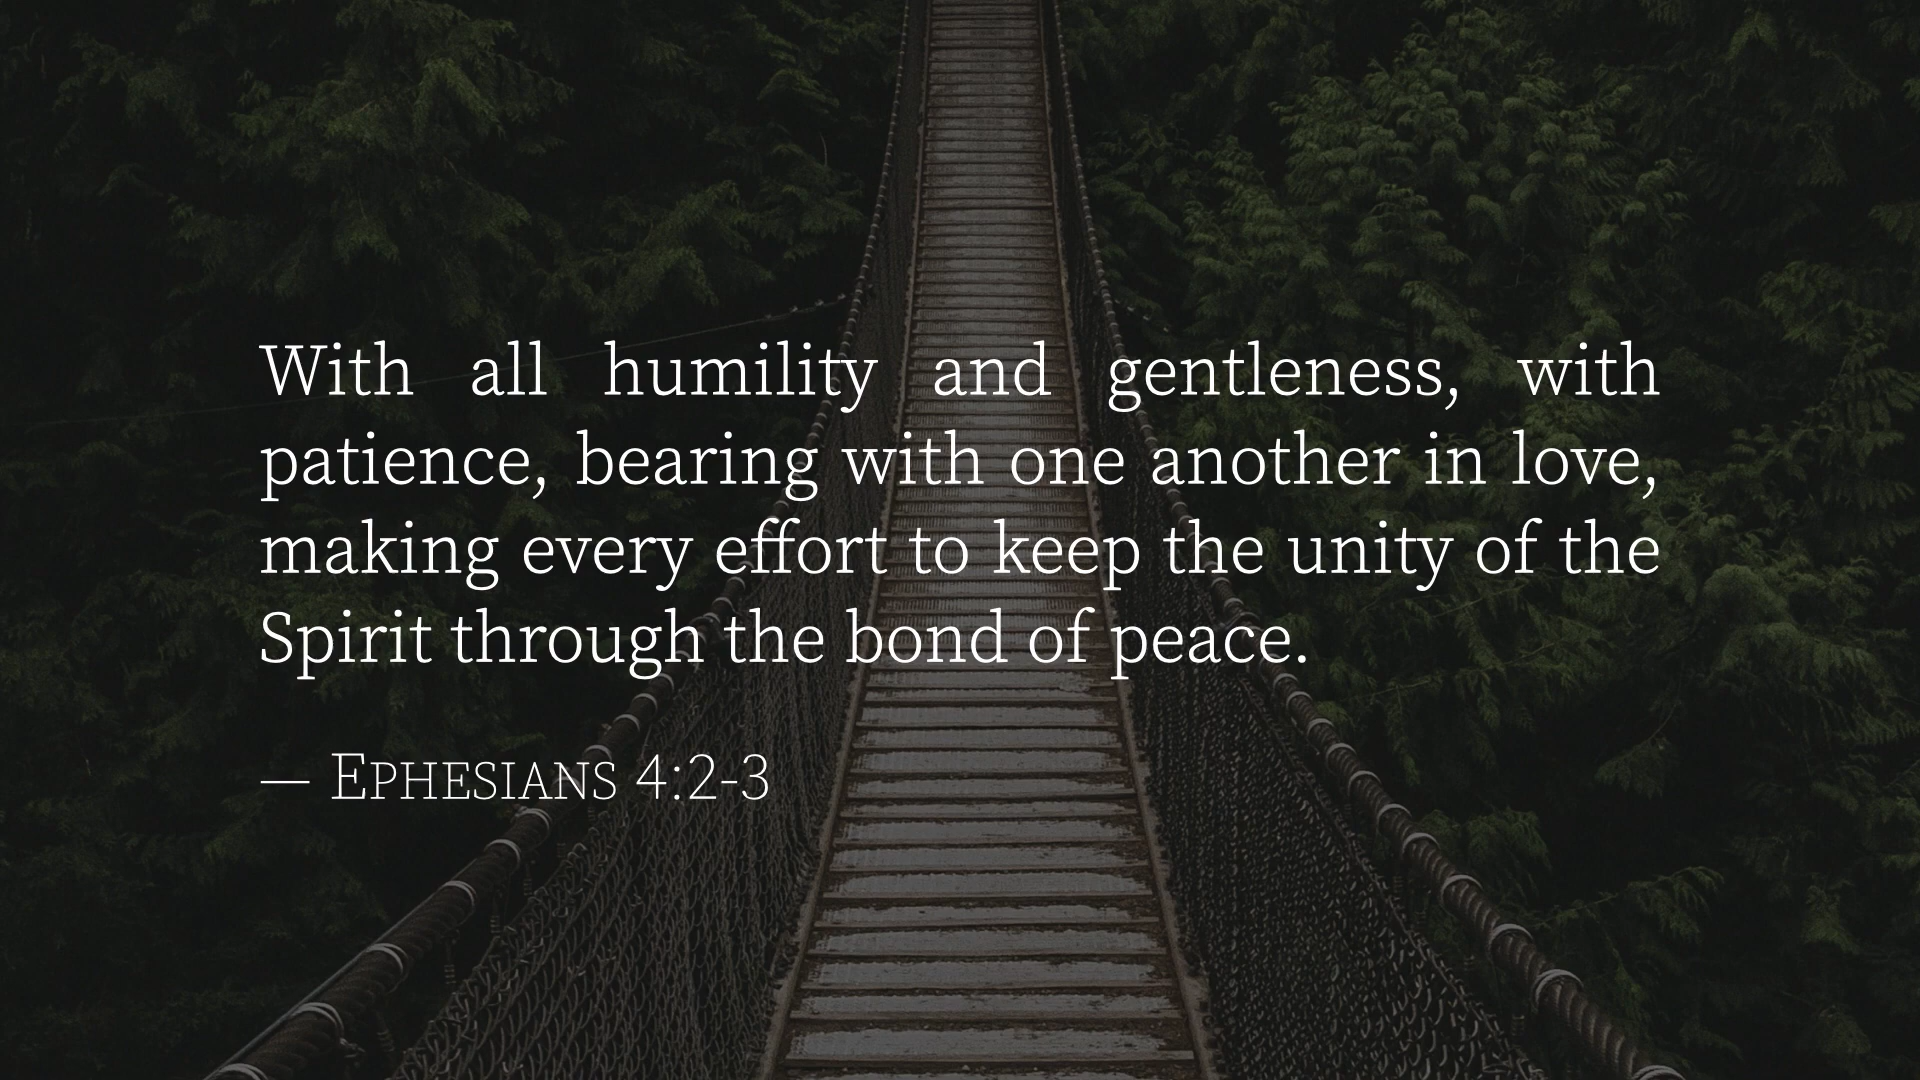 With all humility and gentleness, with
patience, bearing with one another in love,
making every effort to keep the unity of the
Spirit through the bond of peace.
— EPHESIANS 4:2-3